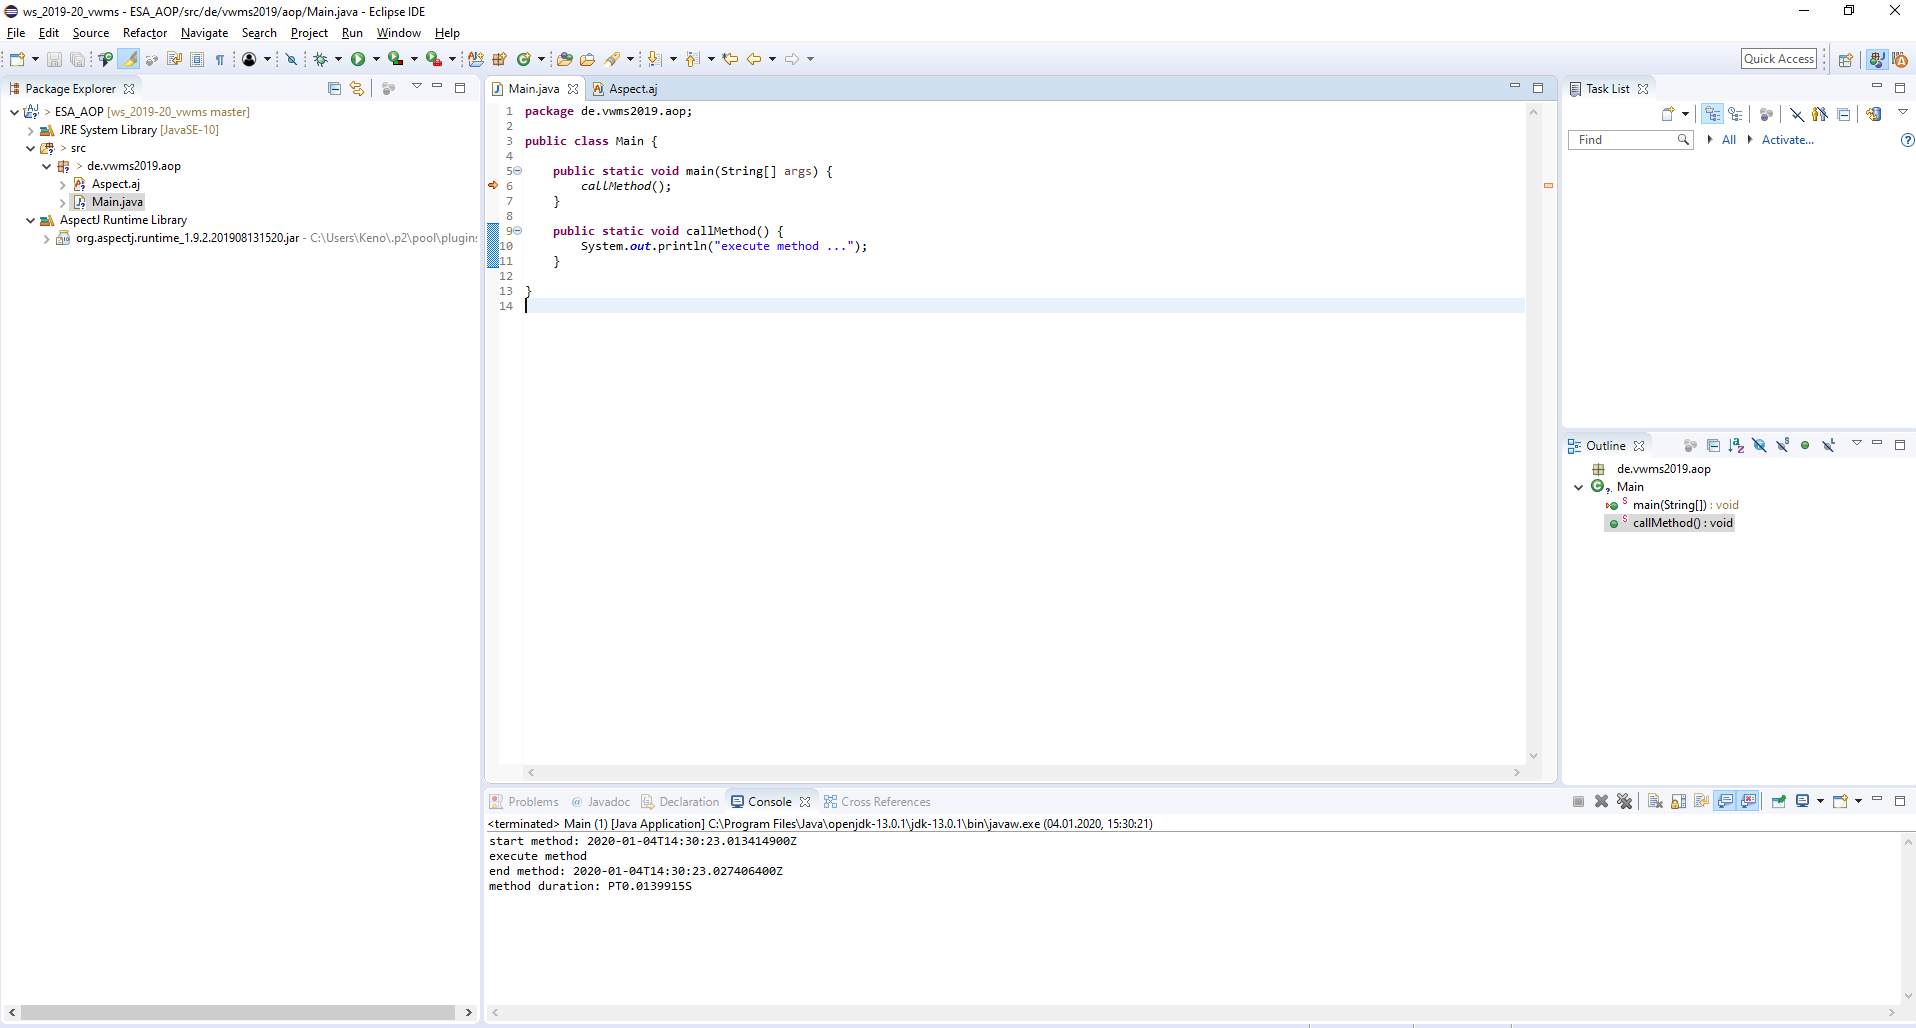 ws_2019-20_vwms - ESA_AOP/src/de/vwms2019/aop/Main.java - Eclipse IDE
File Edit Source Refactor Navigate Search Project Run Window Help
Quick Access
Package Explorer
> ESA_AOP [ws_2019-20_vwms master]
JRE System Library [JavaSE-10]
> src
> de.vwms2019.aop
Aspect.aj
Main.java
AspectJ Runtime Library
org.aspectj.runtime_1.9.2.201908131520.jar - C:\Users\Keno\.p2\pool\plugins
Main.java Aspect.aj
1 package de.vwms2019.aop;
2
3 public class Main {
4
5 public static void main(String[] args) {
6 callMethod();
7 }
8
9 public static void callMethod() {
10 System.out.println("execute method ...");
11 }
12
13 }
14
Task List
Find All Activate...
Outline
de.vwms2019.aop
Main
main(String[]) : void
callMethod() : void
Problems @ Javadoc Declaration Console Cross References
<terminated> Main (1) [Java Application] C:\Program Files\Java\openjdk-13.0.1\jdk-13.0.1\bin\javaw.exe (04.01.2020, 15:30:21)
start method: 2020-01-04T14:30:23.013414900Z
execute method
end method: 2020-01-04T14:30:23.027406400Z
method duration: PT0.0139915S